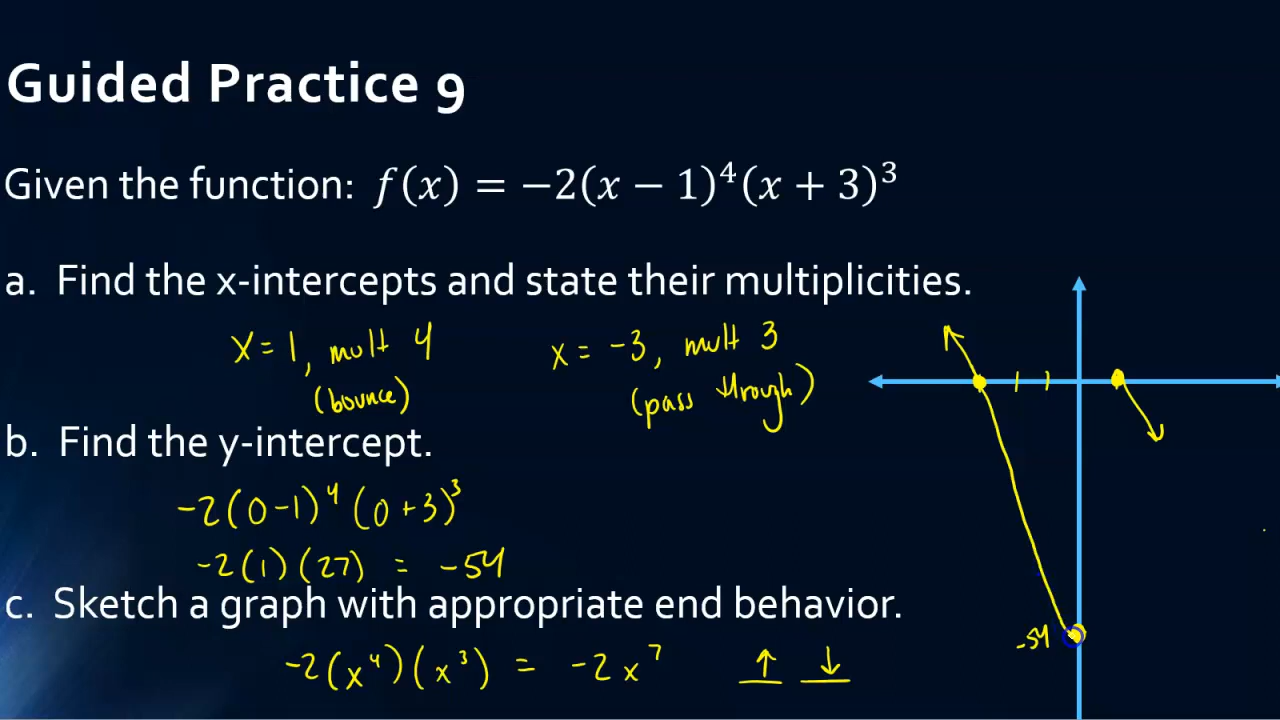 Guided Practice 9
Given the function: f(x) = −2(x − 1)⁴(x + 3)³
a. Find the x-intercepts and state their multiplicities.
x = 1, mult 4
(bounce)
x = -3, mult 3
(pass through)
b. Find the y-intercept.
-2(0-1)⁴(0+3)³
-2(1)(27) = -54
c. Sketch a graph with appropriate end behavior.
-2(x⁴)(x³) = -2x⁷ ↑ ↓
-54